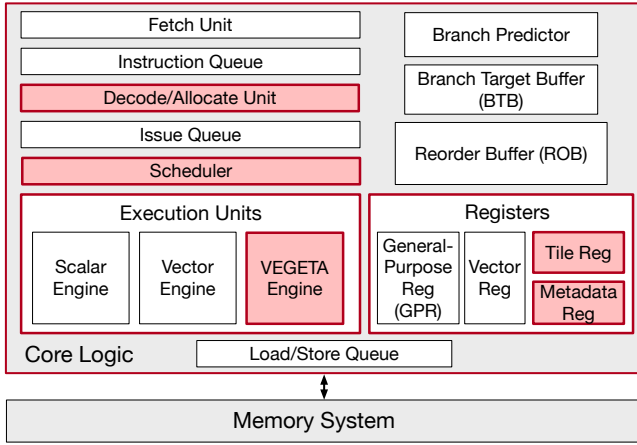 Fetch Unit
Instruction Queue
Decode/Allocate Unit
Issue Queue
Scheduler
Branch Predictor
Branch Target Buffer
(BTB)
Reorder Buffer (ROB)
Execution Units
Scalar
Engine
Vector
Engine
VEGETA
Engine
Registers
General-
Purpose
Reg
(GPR)
Vector
Reg
Tile Reg
Metadata
Reg
Core Logic
Load/Store Queue
Memory System